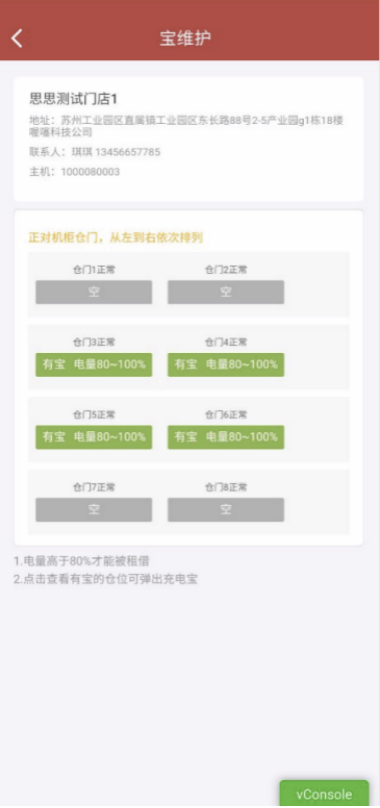 宝维护
思思测试门店1
地址：苏州工业园区直属镇工业园区东长路88号2-5产业园g1栋18楼
喔噻科技公司
联系人：琪琪 13456657785
主机：1000080003
正对机柜仓门，从左到右依次排列
仓门1正常 仓门2正常
空 空
仓门3正常 仓门4正常
有宝 电量80~100% 有宝 电量80~100%
仓门5正常 仓门6正常
有宝 电量80~100% 有宝 电量80~100%
仓门7正常 仓门8正常
空 空
1.电量高于80%才能被租借
2.点击查看有宝的仓位可弹出充电宝
vConsole